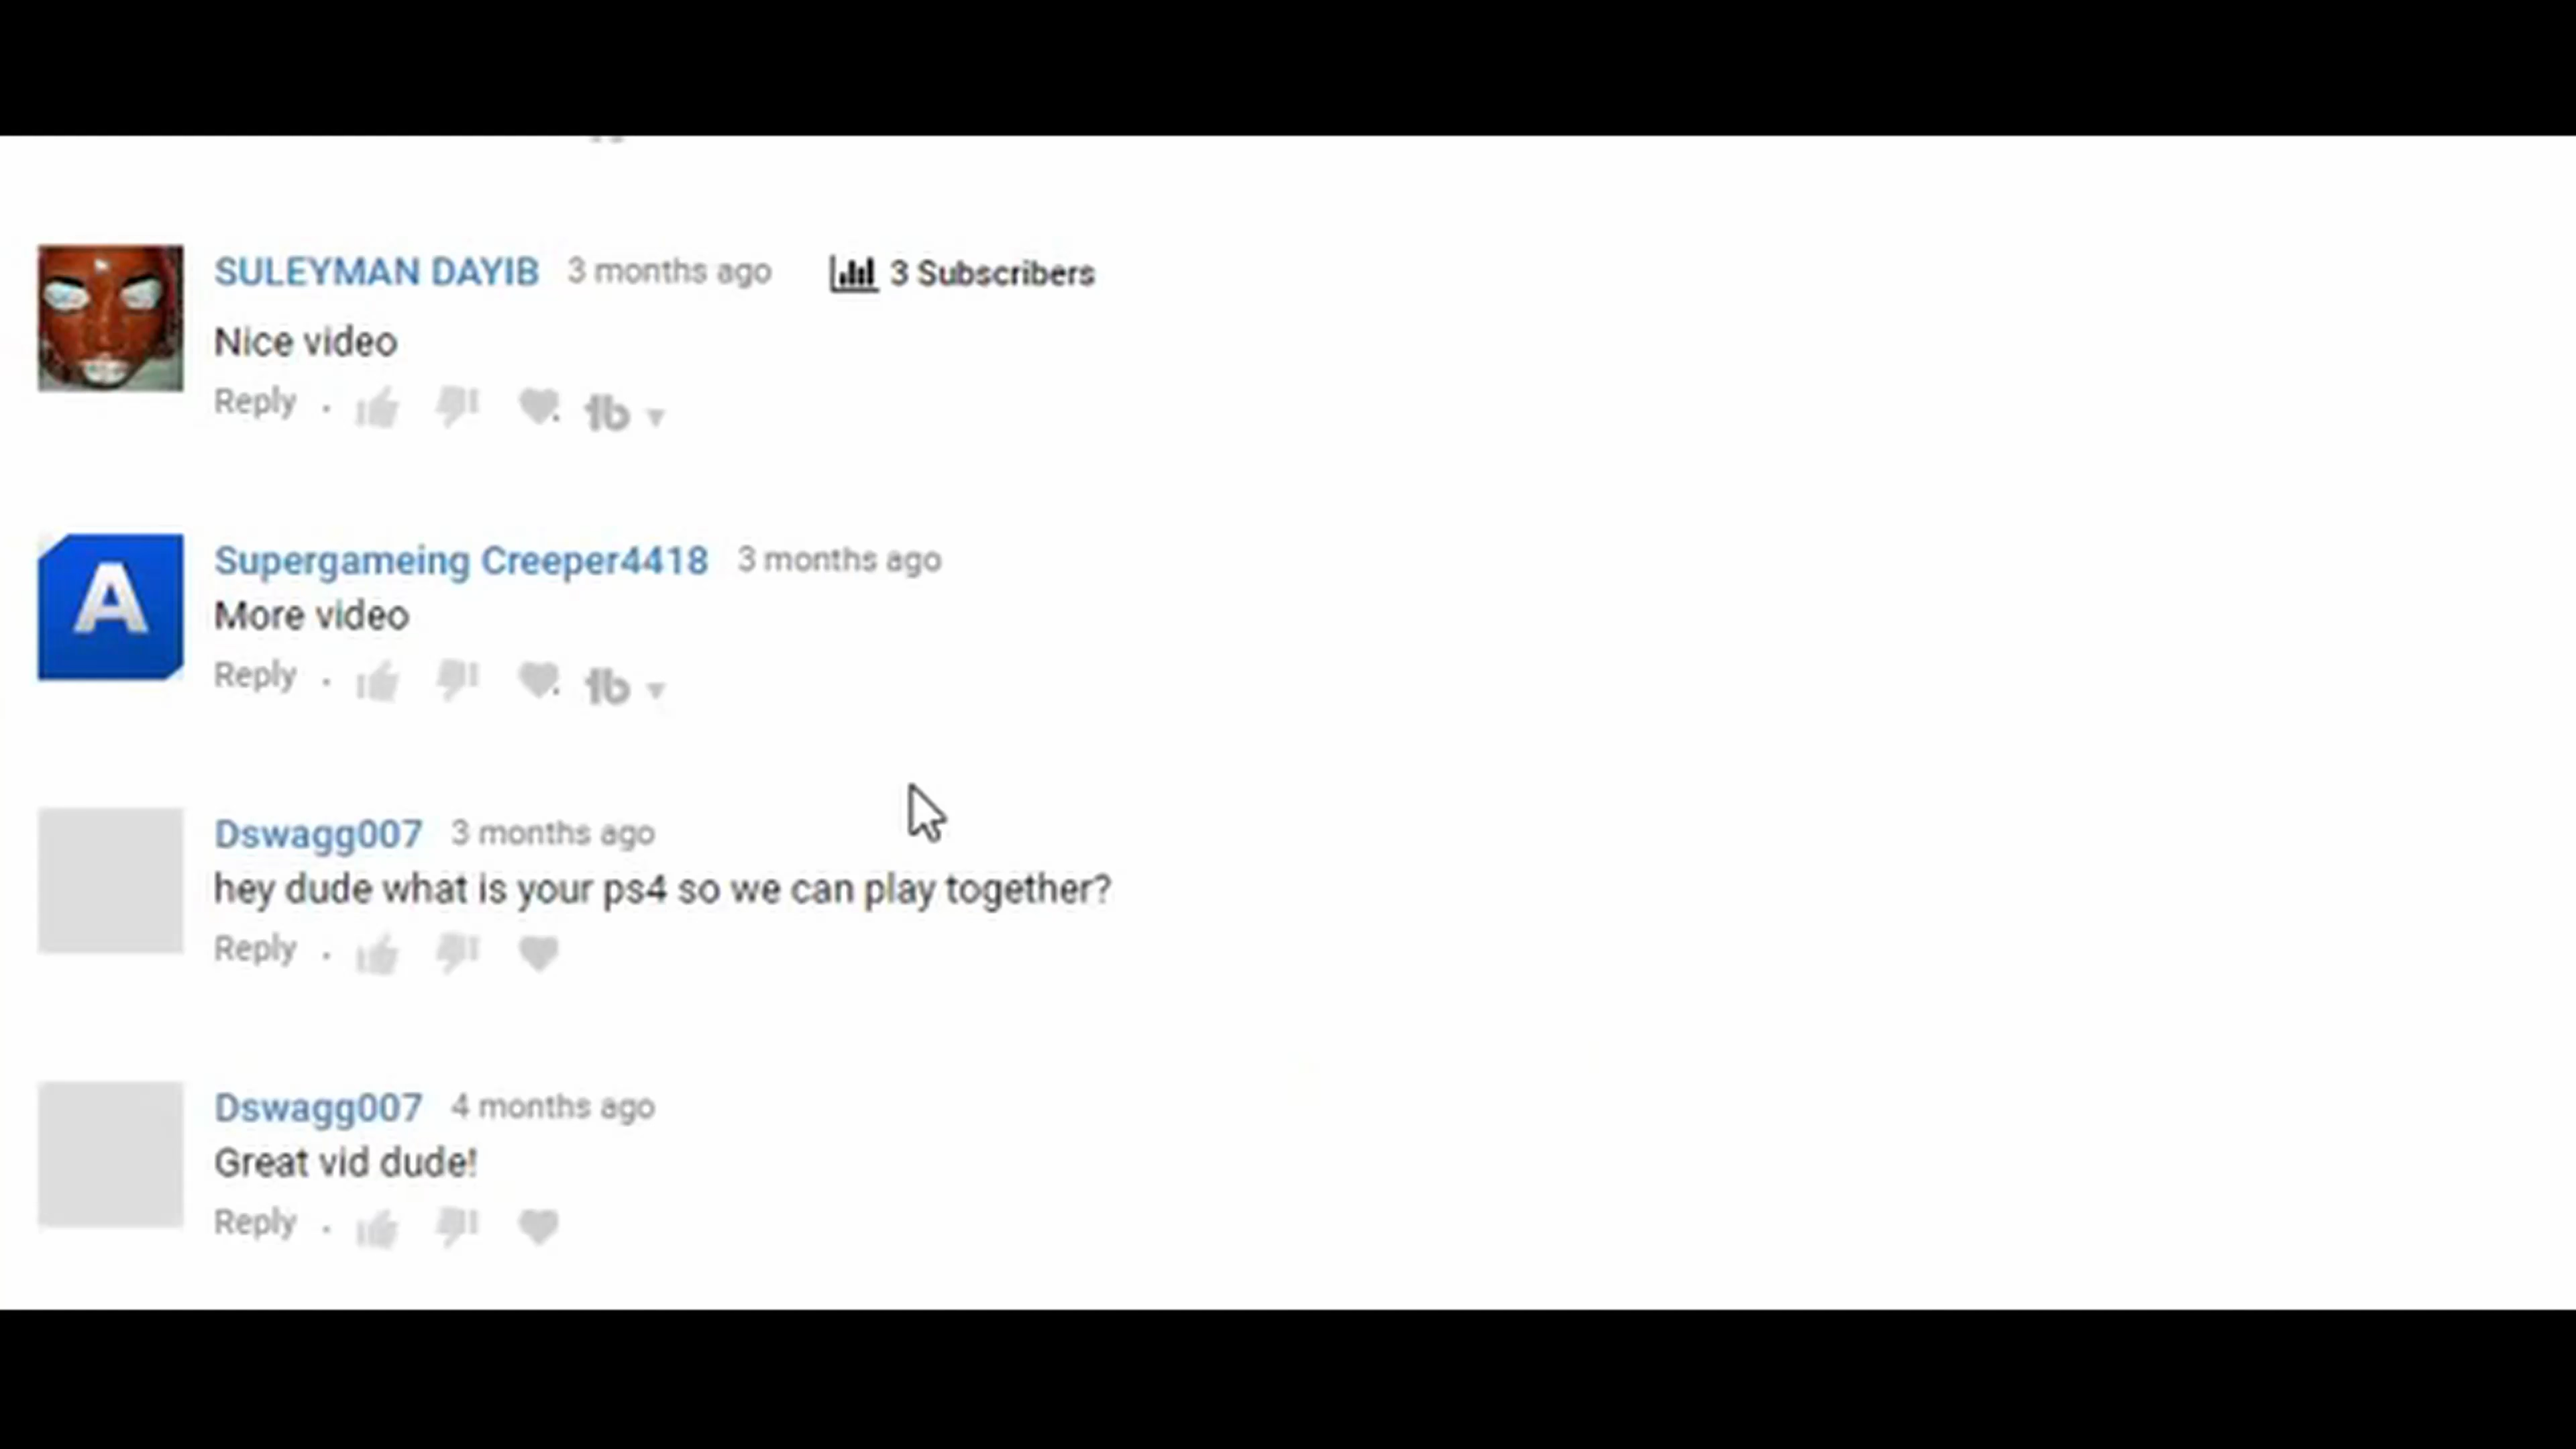 SULEYMAN DAYIB 3 months ago 3 Subscribers
Nice video
Reply . tb
A
Supergameing Creeper4418 3 months ago
More video
Reply . tb
Dswagg007 3 months ago
hey dude what is your ps4 so we can play together?
Reply .
Dswagg007 4 months ago
Great vid dude!
Reply .